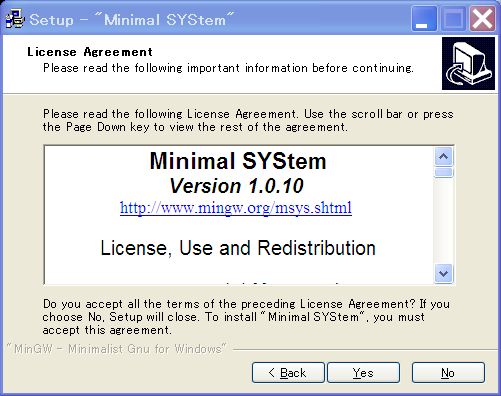 Setup - "Minimal SYStem"
License Agreement
Please read the following important information before continuing.
Please read the following License Agreement. Use the scroll bar or press
the Page Down key to view the rest of the agreement.
Minimal SYStem
Version 1.0.10
http://www.mingw.org/msys.shtml
License, Use and Redistribution
Do you accept all the terms of the preceding License Agreement? If you
choose No, Setup will close. To install "Minimal SYStem", you must
accept this agreement.
"MinGW - Minimalist Gnu for Windows"
< Back
Yes
No